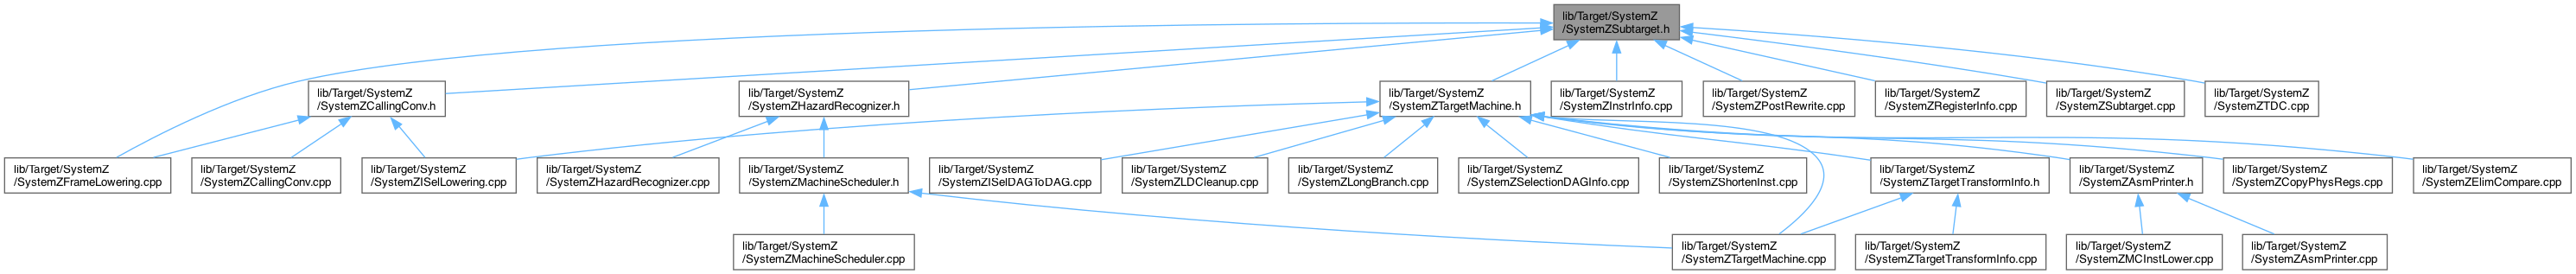 lib/Target/SystemZ
/SystemZSubtarget.h
lib/Target/SystemZ
/SystemZCallingConv.h
lib/Target/SystemZ
/SystemZHazardRecognizer.h
lib/Target/SystemZ
/SystemZTargetMachine.h
lib/Target/SystemZ
/SystemZInstrInfo.cpp
lib/Target/SystemZ
/SystemZPostRewrite.cpp
lib/Target/SystemZ
/SystemZRegisterInfo.cpp
lib/Target/SystemZ
/SystemZSubtarget.cpp
lib/Target/SystemZ
/SystemZTDC.cpp
lib/Target/SystemZ
/SystemZFrameLowering.cpp
lib/Target/SystemZ
/SystemZCallingConv.cpp
lib/Target/SystemZ
/SystemZISelLowering.cpp
lib/Target/SystemZ
/SystemZHazardRecognizer.cpp
lib/Target/SystemZ
/SystemZMachineScheduler.h
lib/Target/SystemZ
/SystemZISelDAGToDAG.cpp
lib/Target/SystemZ
/SystemZLDCleanup.cpp
lib/Target/SystemZ
/SystemZLongBranch.cpp
lib/Target/SystemZ
/SystemZSelectionDAGInfo.cpp
lib/Target/SystemZ
/SystemZShortenInst.cpp
lib/Target/SystemZ
/SystemZTargetTransformInfo.h
lib/Target/SystemZ
/SystemZAsmPrinter.h
lib/Target/SystemZ
/SystemZCopyPhysRegs.cpp
lib/Target/SystemZ
/SystemZElimCompare.cpp
lib/Target/SystemZ
/SystemZMachineScheduler.cpp
lib/Target/SystemZ
/SystemZTargetMachine.cpp
lib/Target/SystemZ
/SystemZTargetTransformInfo.cpp
lib/Target/SystemZ
/SystemZMCInstLower.cpp
lib/Target/SystemZ
/SystemZAsmPrinter.cpp